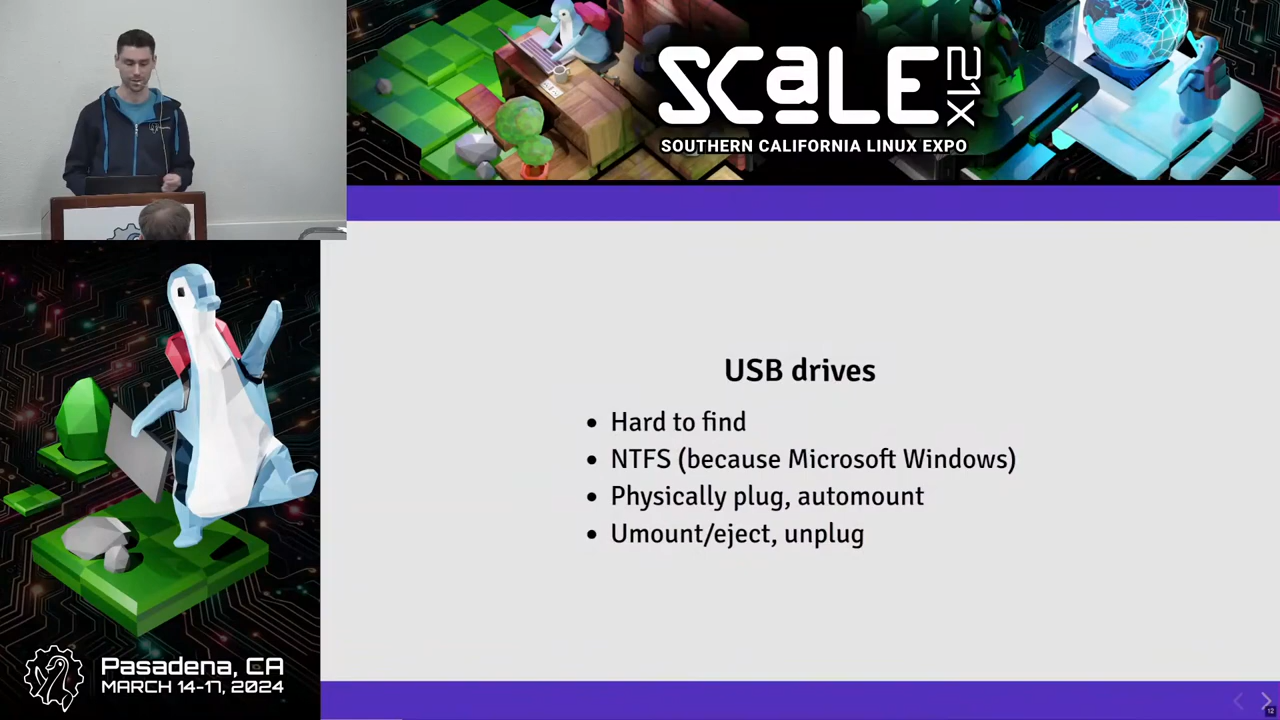 SCaLE 21x
SOUTHERN CALIFORNIA LINUX EXPO
USB drives
• Hard to find
• NTFS (because Microsoft Windows)
• Physically plug, automount
• Umount/eject, unplug
Pasadena, CA
MARCH 14-17, 2024
12